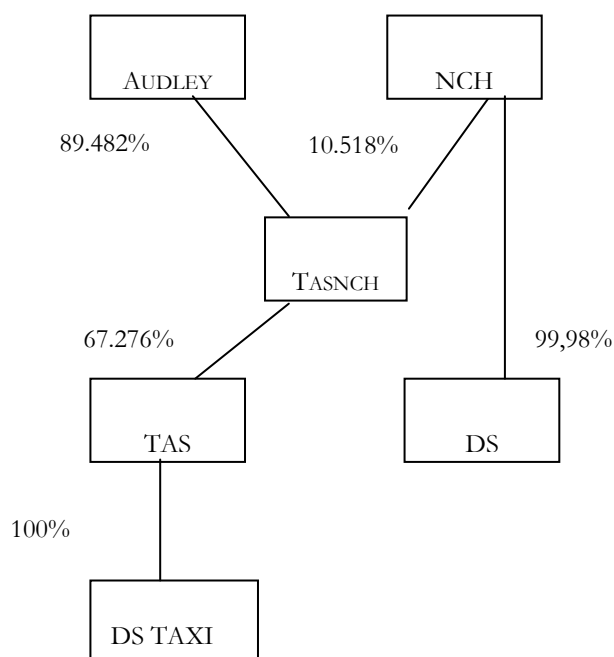 AUDLEY
NCH
89.482%
10.518%
TASNCH
67.276%
99,98%
TAS
DS
100%
DS TAXI